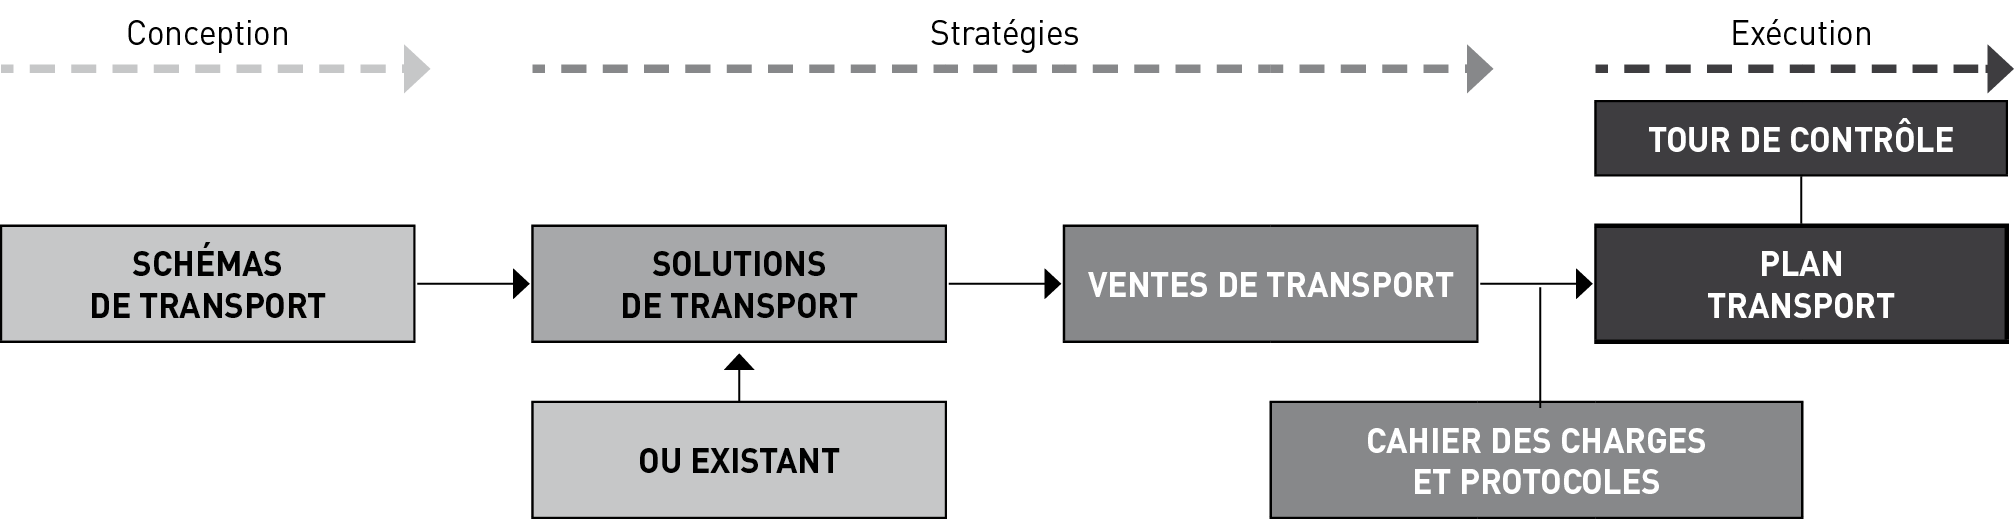 Conception
Stratégies
Exécution
TOUR DE CONTRÔLE
SCHÉMAS
DE TRANSPORT
SOLUTIONS
DE TRANSPORT
VENTES DE TRANSPORT
PLAN
TRANSPORT
OU EXISTANT
CAHIER DES CHARGES
ET PROTOCOLES